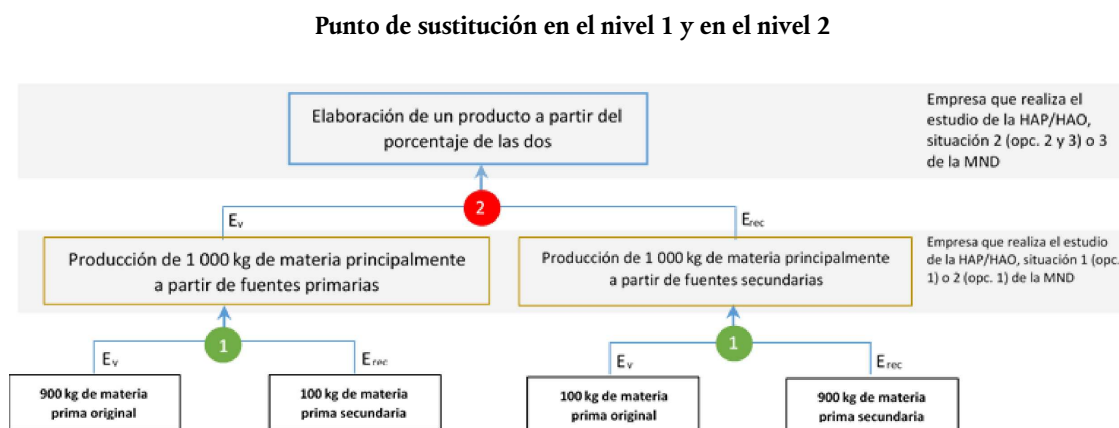 Punto de sustitución en el nivel 1 y en el nivel 2
Elaboración de un producto a partir del
porcentaje de las dos
Empresa que realiza el
estudio de la HAP/HAO,
situación 2 (opc. 2 y 3) o 3
de la MND
2
Ev
Erec
Producción de 1 000 kg de materia principalmente
a partir de fuentes primarias
Producción de 1 000 kg de materia principalmente
a partir de fuentes secundarias
Empresa que realiza el estudio
de la HAP/HAO, situación 1 (opc.
1) o 2 (opc. 1) de la MND
1
1
Ev
Erec
Ev
Erec
900 kg de materia
prima original
100 kg de materia
prima secundaria
100 kg de materia
prima original
900 kg de materia
prima secundaria